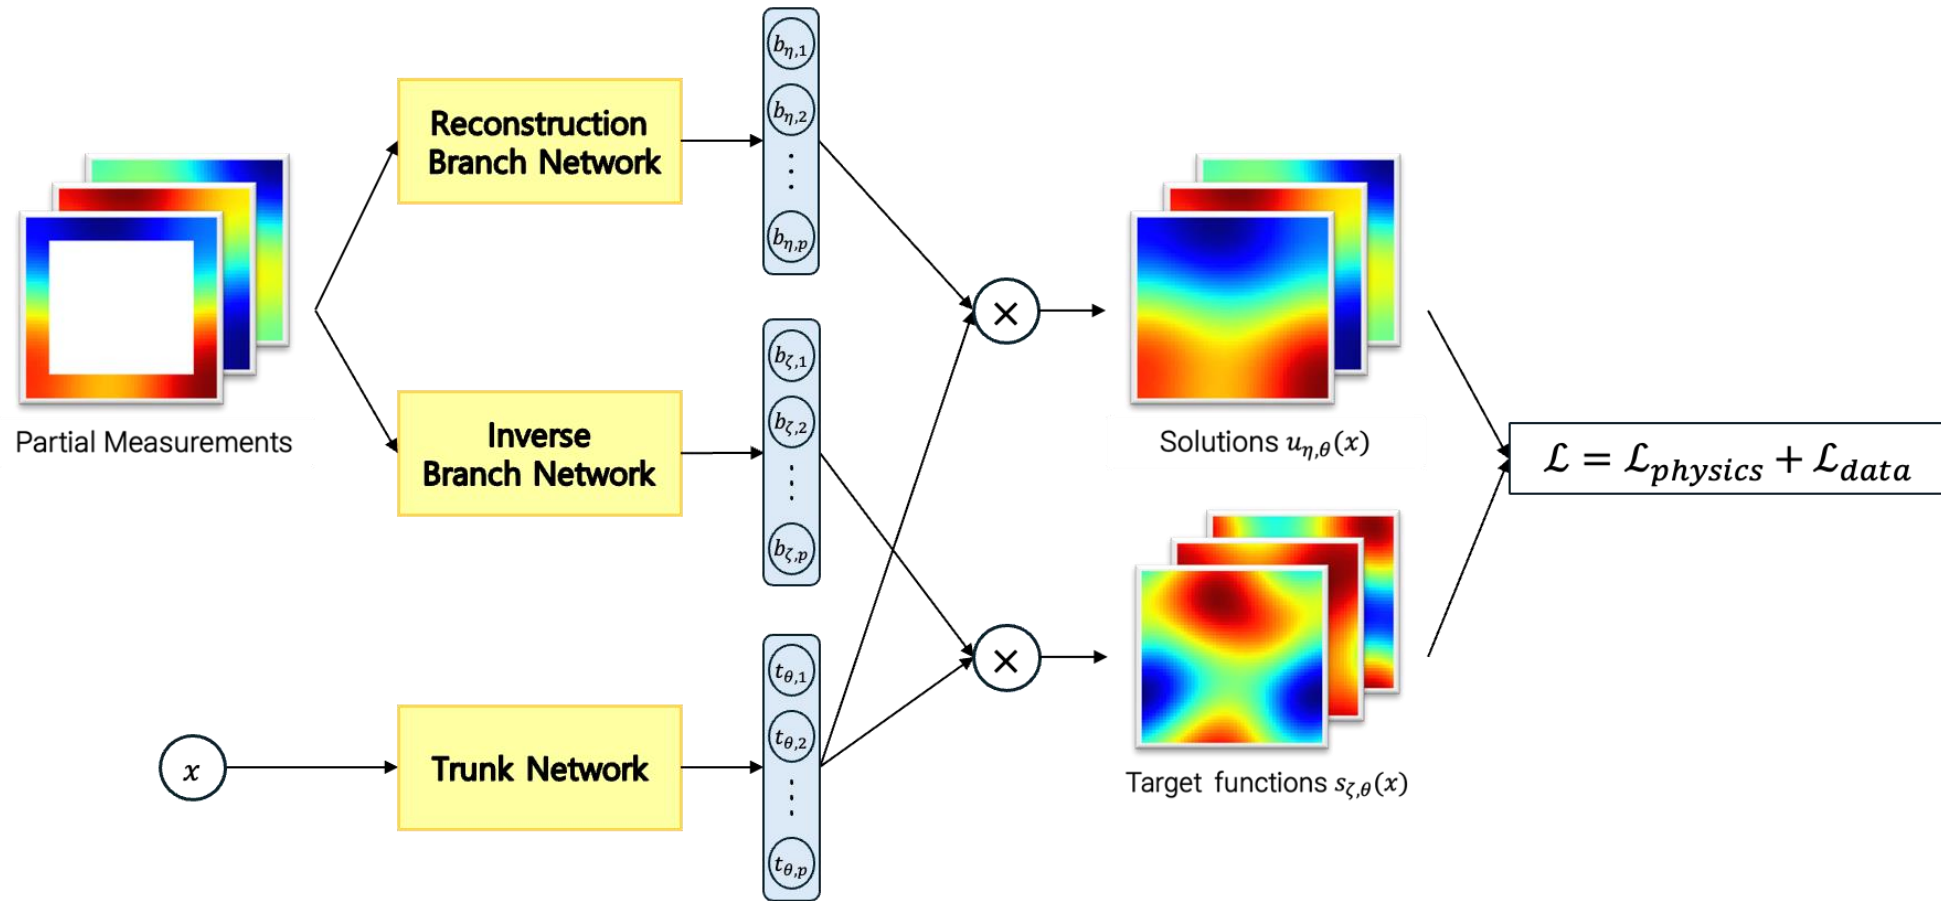 Partial Measurements
Reconstruction
Branch Network
Inverse
Branch Network
x
Trunk Network
b_{η,1}
b_{η,2}
⋮
b_{η,p}
b_{ζ,1}
b_{ζ,2}
⋮
b_{ζ,p}
t_{θ,1}
t_{θ,2}
⋮
t_{θ,p}
×
×
Solutions u_{η,θ}(x)
Target functions s_{ζ,θ}(x)
ℒ = ℒ_{physics} + ℒ_{data}